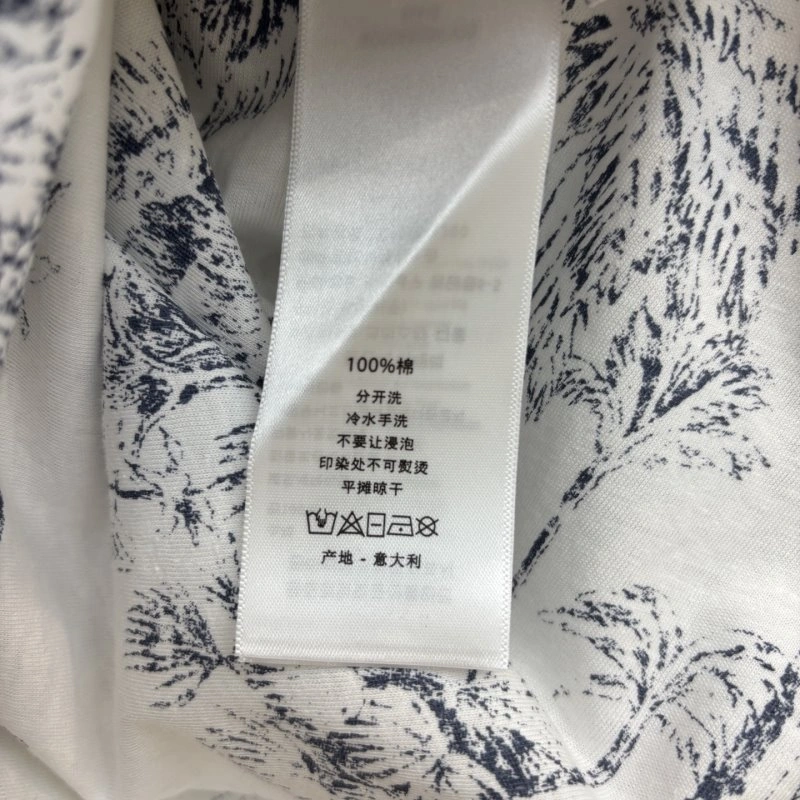 100%棉
分开洗
冷水手洗
不要让浸泡
印染处不可熨烫
平摊晾干
产地 - 意大利